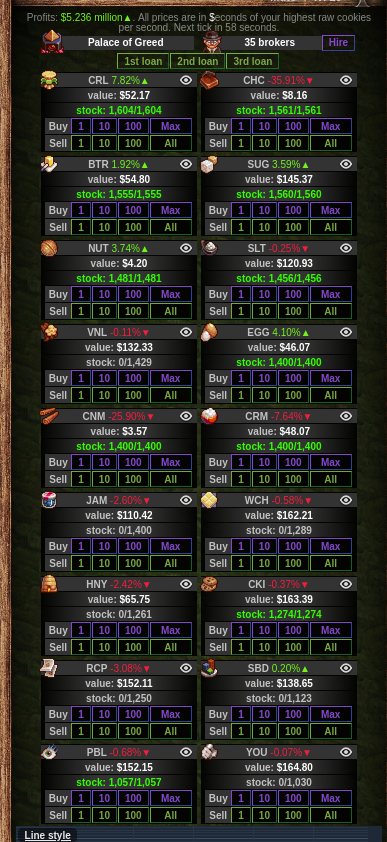 Profits: $5.236 million▲. All prices are in $econds of your highest raw cookies
per second. Next tick in 58 seconds.
Palace of Greed 35 brokers Hire
1st loan 2nd loan 3rd loan
CRL 7.82%▲ CHC -35.91%▼
value: $52.17 value: $8.16
stock: 1,604/1,604 stock: 1,561/1,561
Buy 1 10 100 Max Buy 1 10 100 Max
Sell 1 10 100 All Sell 1 10 100 All
BTR 1.92%▲ SUG 3.59%▲
value: $54.80 value: $145.37
stock: 1,555/1,555 stock: 1,560/1,560
Buy 1 10 100 Max Buy 1 10 100 Max
Sell 1 10 100 All Sell 1 10 100 All
NUT 3.74%▲ SLT -0.25%▼
value: $4.20 value: $120.93
stock: 1,481/1,481 stock: 1,456/1,456
Buy 1 10 100 Max Buy 1 10 100 Max
Sell 1 10 100 All Sell 1 10 100 All
VNL -0.11%▼ EGG 4.10%▲
value: $132.33 value: $46.07
stock: 0/1,429 stock: 1,400/1,400
Buy 1 10 100 Max Buy 1 10 100 Max
Sell 1 10 100 All Sell 1 10 100 All
CNM -25.90%▼ CRM -7.64%▼
value: $3.57 value: $48.07
stock: 1,400/1,400 stock: 1,400/1,400
Buy 1 10 100 Max Buy 1 10 100 Max
Sell 1 10 100 All Sell 1 10 100 All
JAM -2.60%▼ WCH -0.58%▼
value: $110.42 value: $162.21
stock: 0/1,400 stock: 0/1,289
Buy 1 10 100 Max Buy 1 10 100 Max
Sell 1 10 100 All Sell 1 10 100 All
HNY -2.42%▼ CKI -0.37%▼
value: $65.75 value: $163.39
stock: 0/1,261 stock: 1,274/1,274
Buy 1 10 100 Max Buy 1 10 100 Max
Sell 1 10 100 All Sell 1 10 100 All
RCP -3.08%▼ SBD 0.20%▲
value: $152.11 value: $138.65
stock: 0/1,250 stock: 0/1,123
Buy 1 10 100 Max Buy 1 10 100 Max
Sell 1 10 100 All Sell 1 10 100 All
PBL -0.68%▼ YOU -0.07%▼
value: $152.15 value: $164.80
stock: 1,057/1,057 stock: 0/1,030
Buy 1 10 100 Max Buy 1 10 100 Max
Sell 1 10 100 All Sell 1 10 100 All
Line style